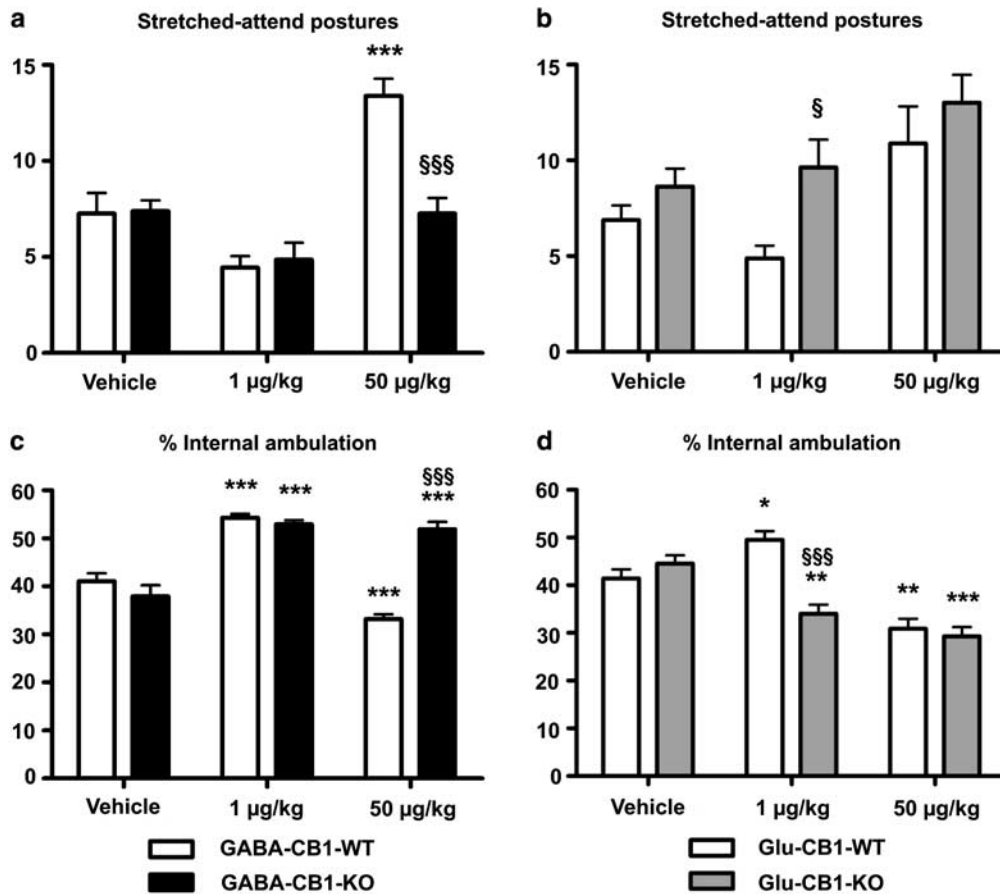 a Stretched-attend postures
***
§§§
15
10
5
0
Vehicle 1 µg/kg 50 µg/kg
b Stretched-attend postures
§
15
10
5
0
Vehicle 1 µg/kg 50 µg/kg
c % Internal ambulation
*** *** §§§
***
***
60
50
40
30
20
10
0
Vehicle 1 µg/kg 50 µg/kg
GABA-CB1-WT
GABA-CB1-KO
d % Internal ambulation
*
§§§
**
** ***
60
50
40
30
20
10
0
Vehicle 1 µg/kg 50 µg/kg
Glu-CB1-WT
Glu-CB1-KO